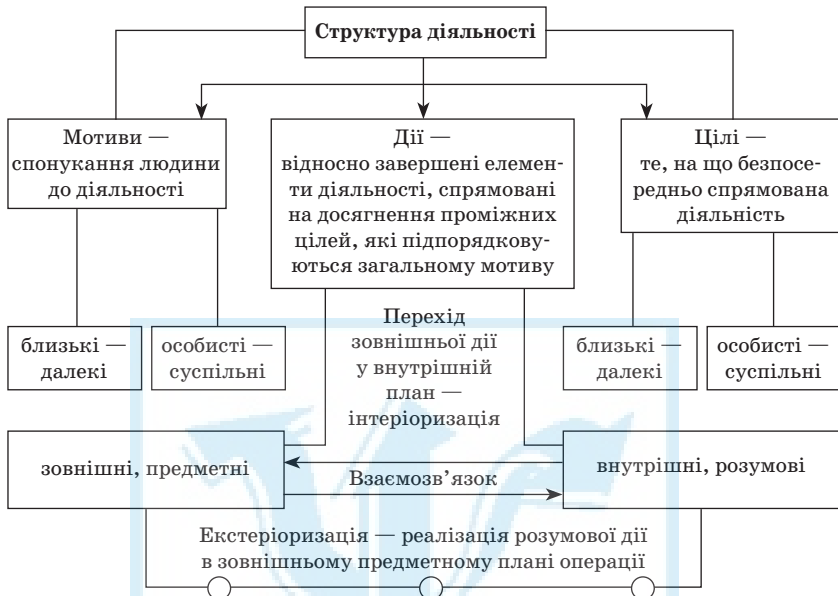 Структура діяльності
Мотиви —
спонукання людини
до діяльності
Дії —
відносно завершені елемен-
ти діяльності, спрямовані
на досягнення проміжних
цілей, які підпорядкову-
ються загальному мотиву
Цілі —
те, на що безпосе-
редньо спрямована
діяльність
близькі —
далекі
особисті —
суспільні
Перехід
зовнішньої дії
у внутрішній
план —
інтеріоризація
близькі —
далекі
особисті —
суспільні
зовнішні, предметні
Взаємозв’язок
внутрішні, розумові
Екстеріоризація — реалізація розумової дії
в зовнішньому предметному плані операції